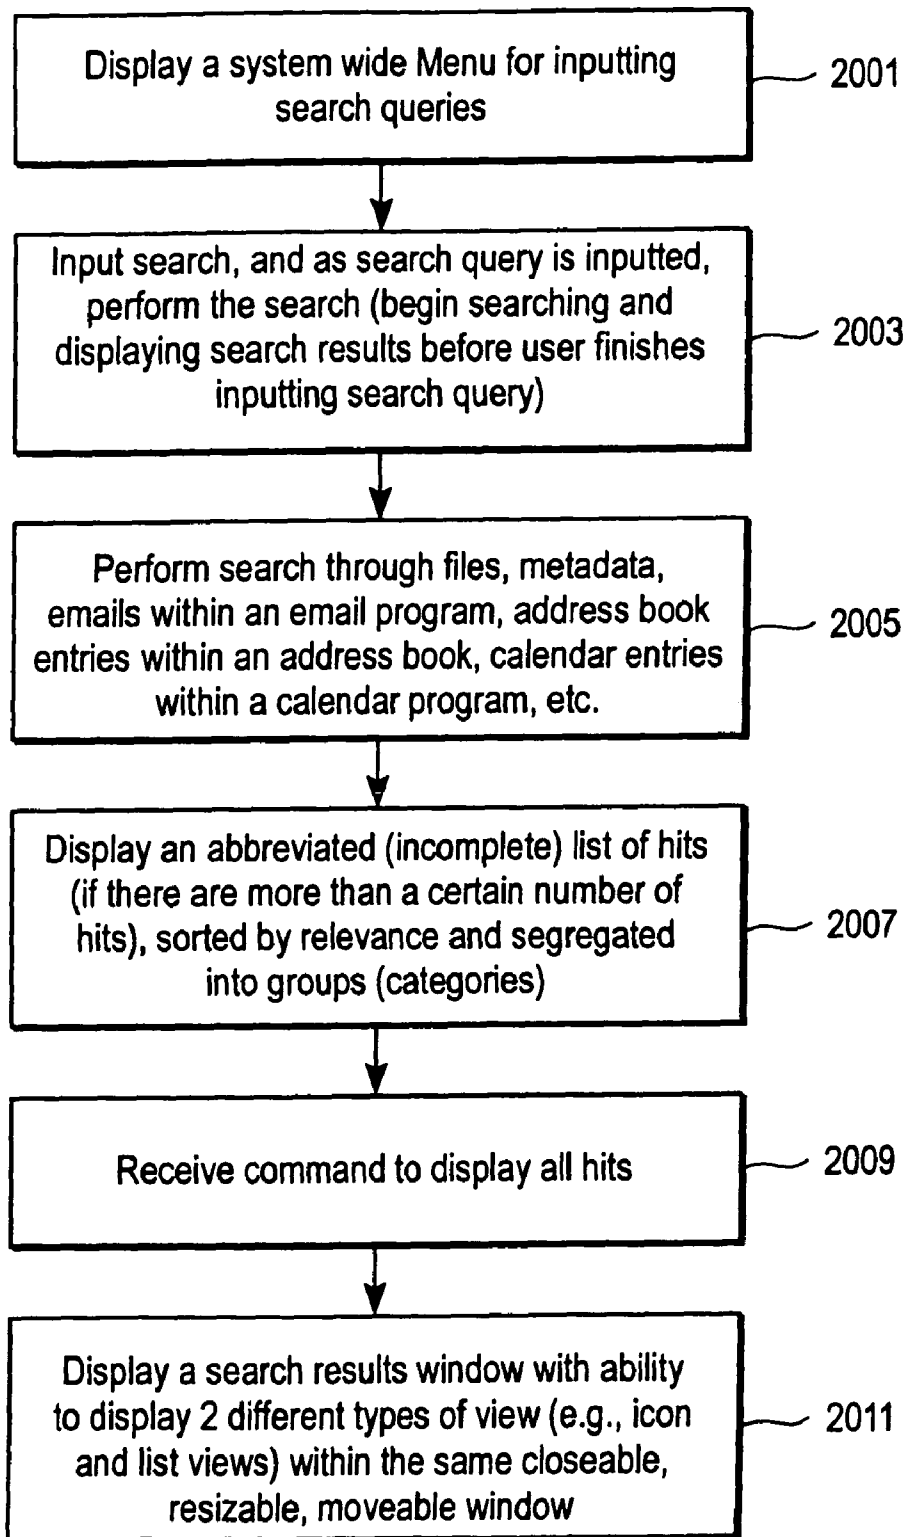 Display a system wide Menu for inputting
search queries
2001
Input search, and as search query is inputted,
perform the search (begin searching and
displaying search results before user finishes
inputting search query)
2003
Perform search through files, metadata,
emails within an email program, address book
entries within an address book, calendar entries
within a calendar program, etc.
2005
Display an abbreviated (incomplete) list of hits
(if there are more than a certain number of
hits), sorted by relevance and segregated
into groups (categories)
2007
Receive command to display all hits
2009
Display a search results window with ability
to display 2 different types of view (e.g., icon
and list views) within the same closeable,
resizable, moveable window
2011